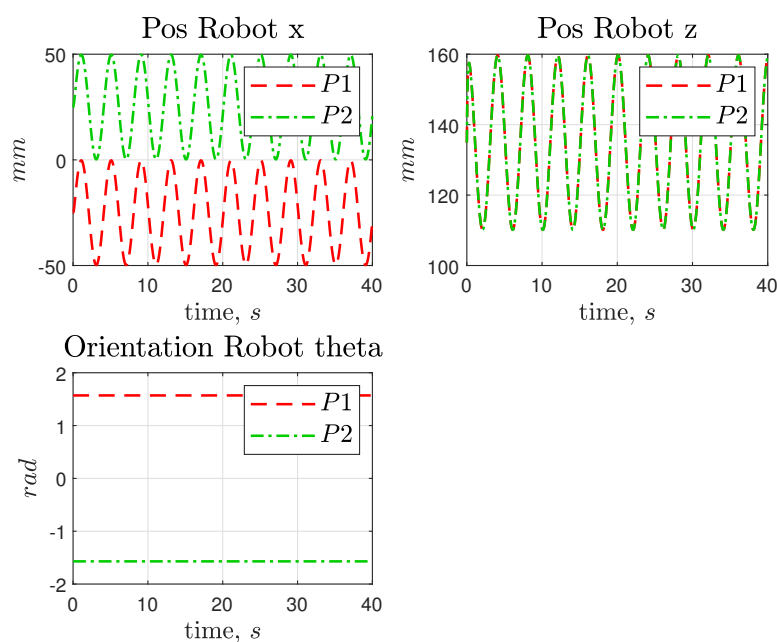 Pos Robot x
50
0
-50
mm
P1
P2
0
10
20
30
40
time, s
Pos Robot z
160
140
120
100
mm
P1
P2
0
10
20
30
40
time, s
Orientation Robot theta
2
1
0
-1
-2
rad
P1
P2
0
10
20
30
40
time, s